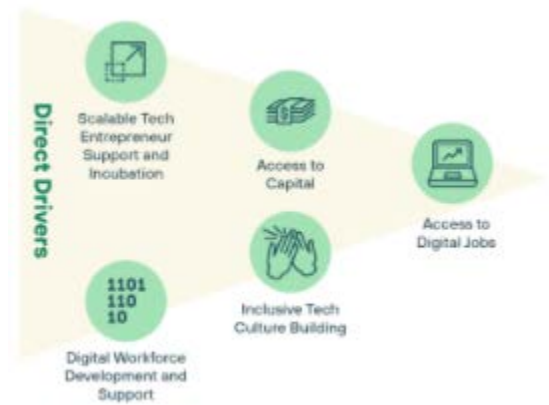 Direct Drivers
Scalable Tech
Entrepreneur
Support and
Incubation
Access to
Capital
Access to
Digital Jobs
1101
110
10
Digital Workforce
Development and
Support
Inclusive Tech
Culture Building